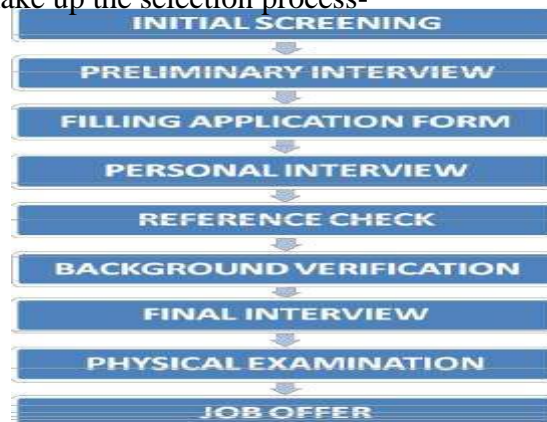 ake up the selection process-
INITIAL SCREENING
PRELIMINARY INTERVIEW
FILLING APPLICATION FORM
PERSONAL INTERVIEW
REFERENCE CHECK
BACKGROUND VERIFICATION
FINAL INTERVIEW
PHYSICAL EXAMINATION
JOB OFFER